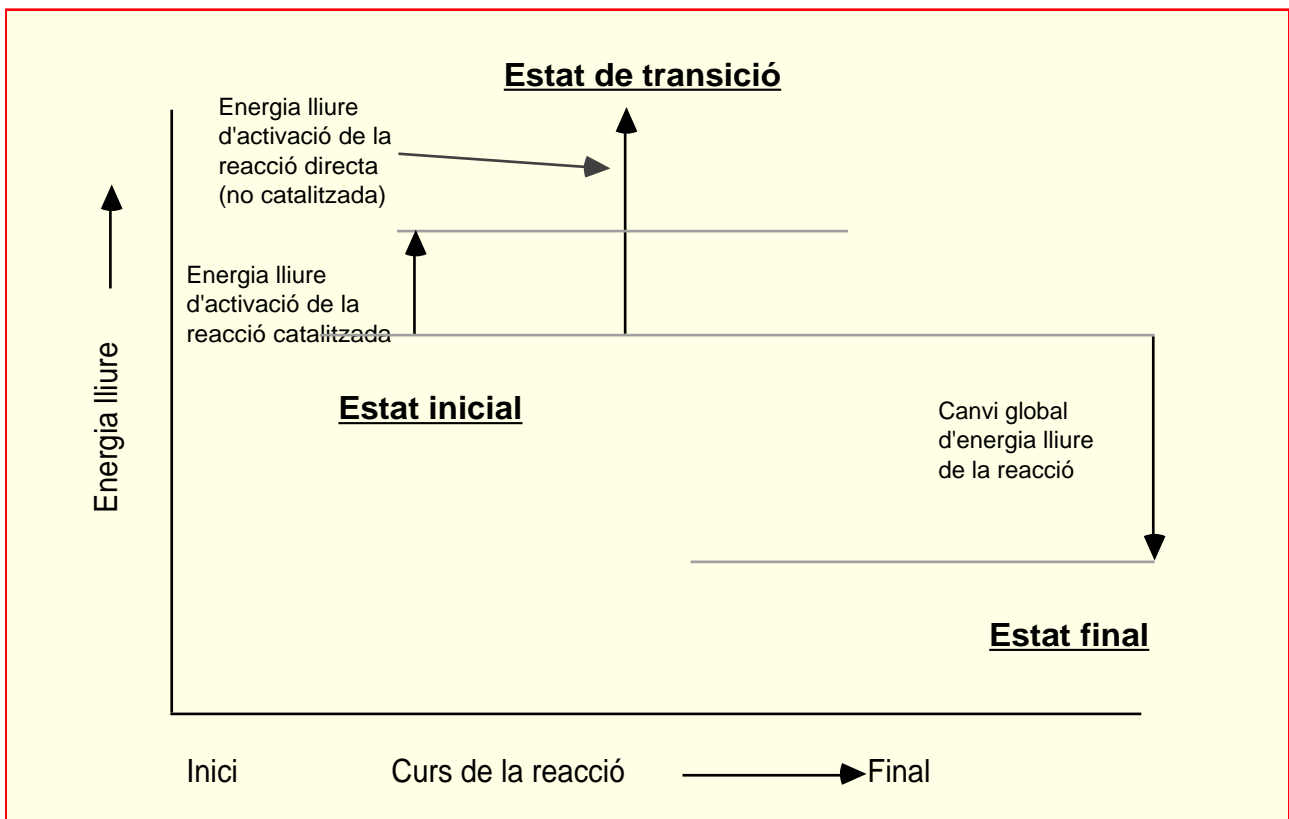 Estat de transició
Energia lliure
d'activació de la
reacció directa
(no catalitzada)
Energia lliure
d'activació de la
reacció catalitzada
Energia lliure
Estat inicial
Canvi global
d'energia lliure
de la reacció
Estat final
Inici Curs de la reacció Final